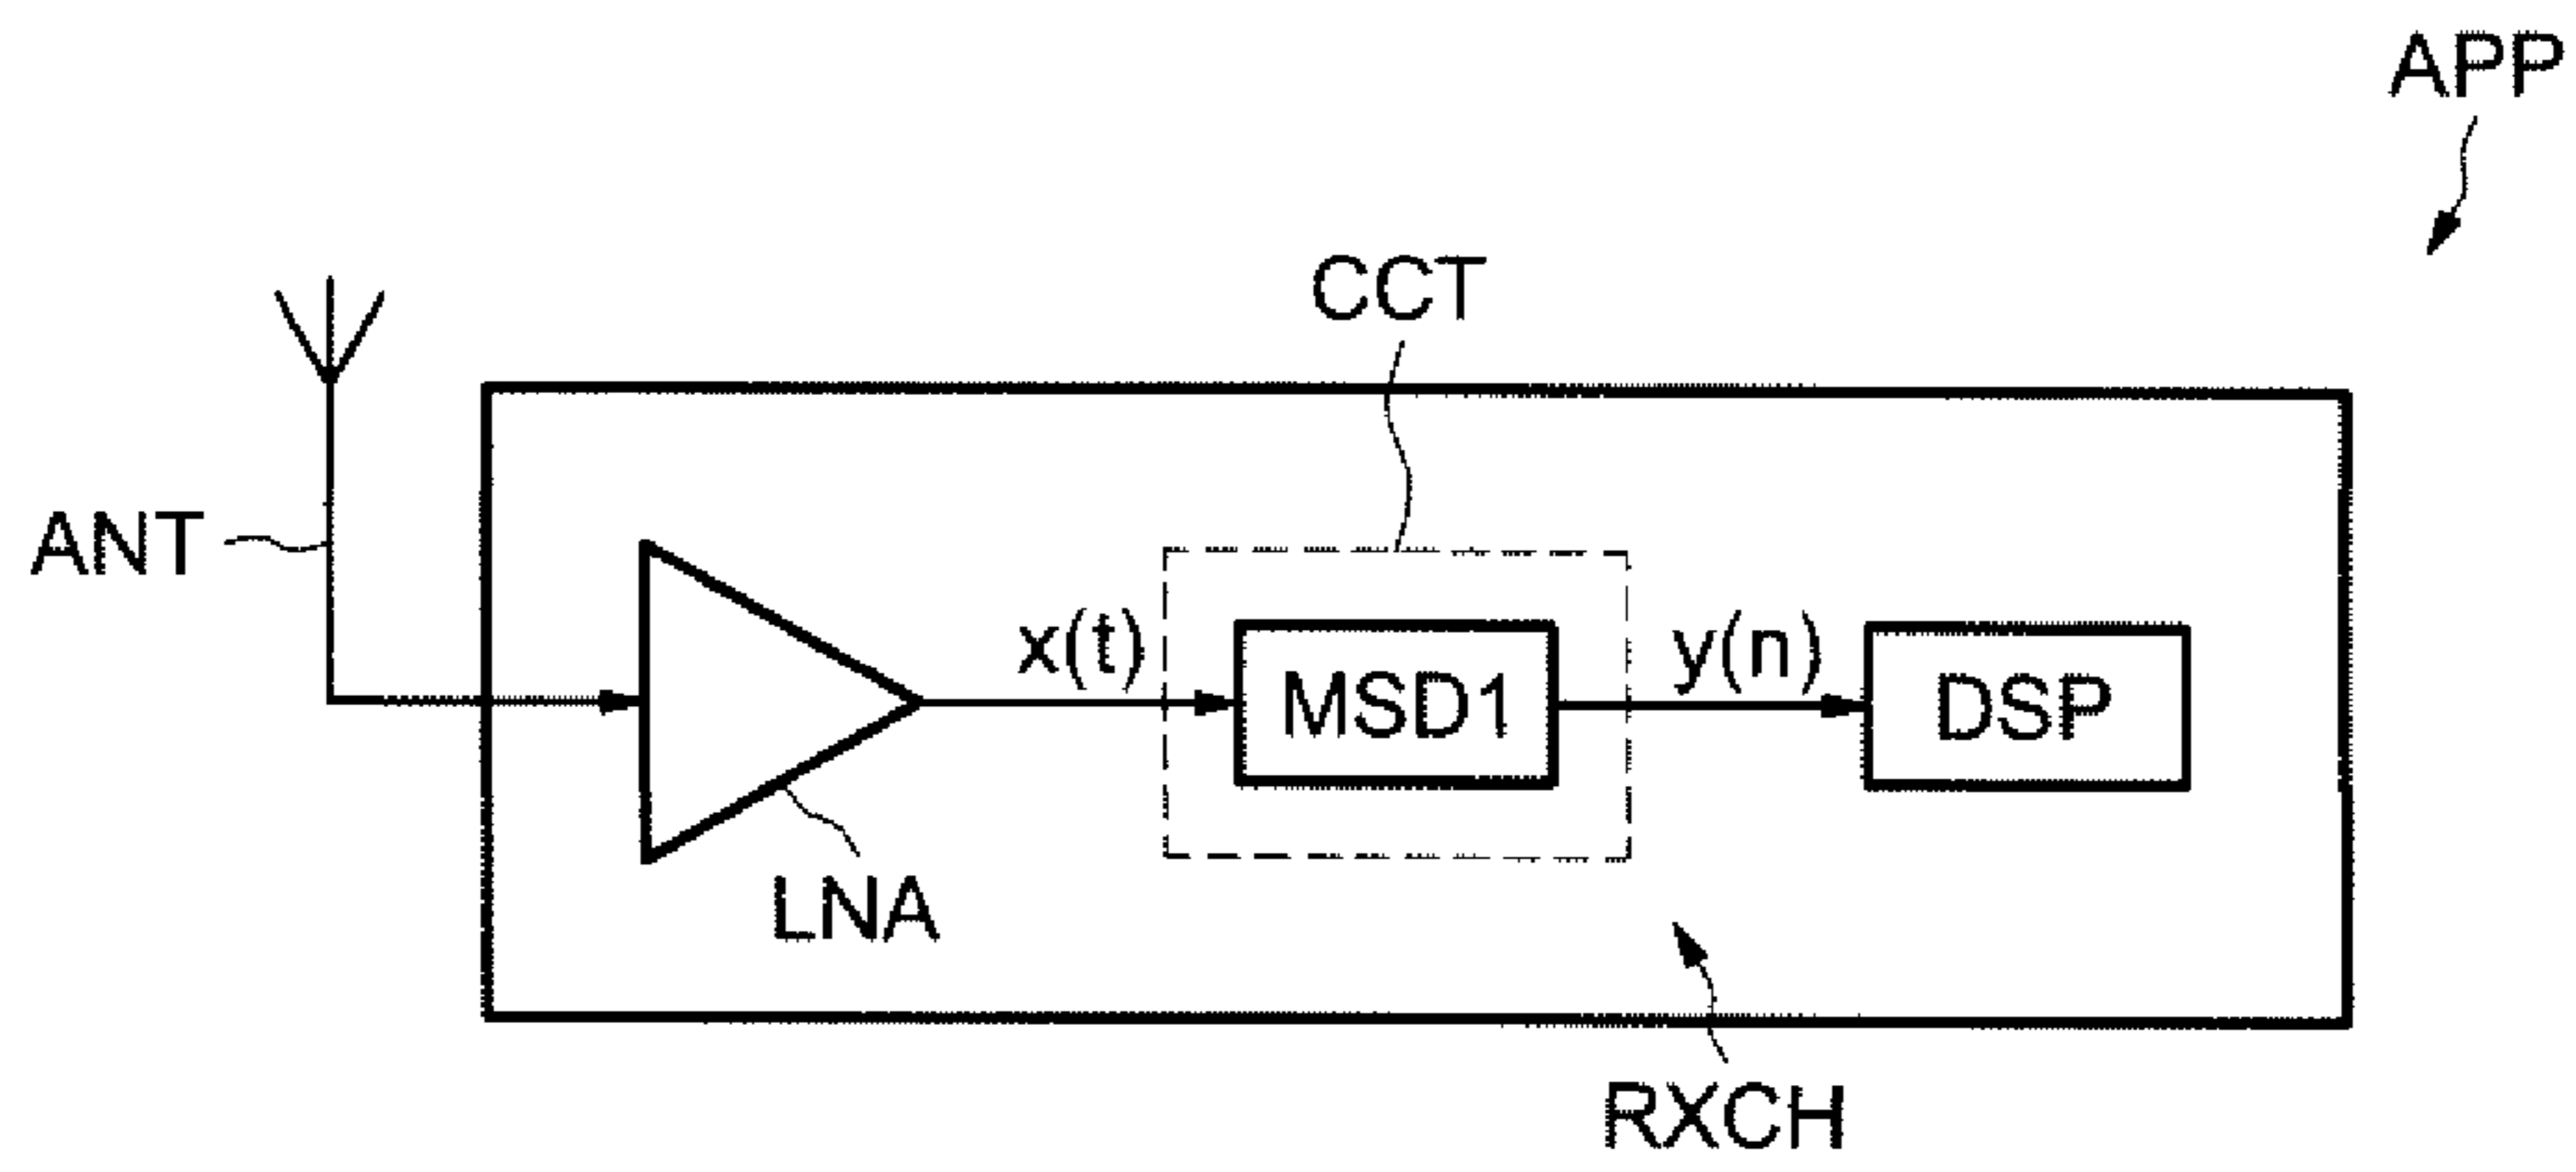 APP
CCT
ANT
x(t)
MSD1
y(n)
DSP
LNA
RXCH